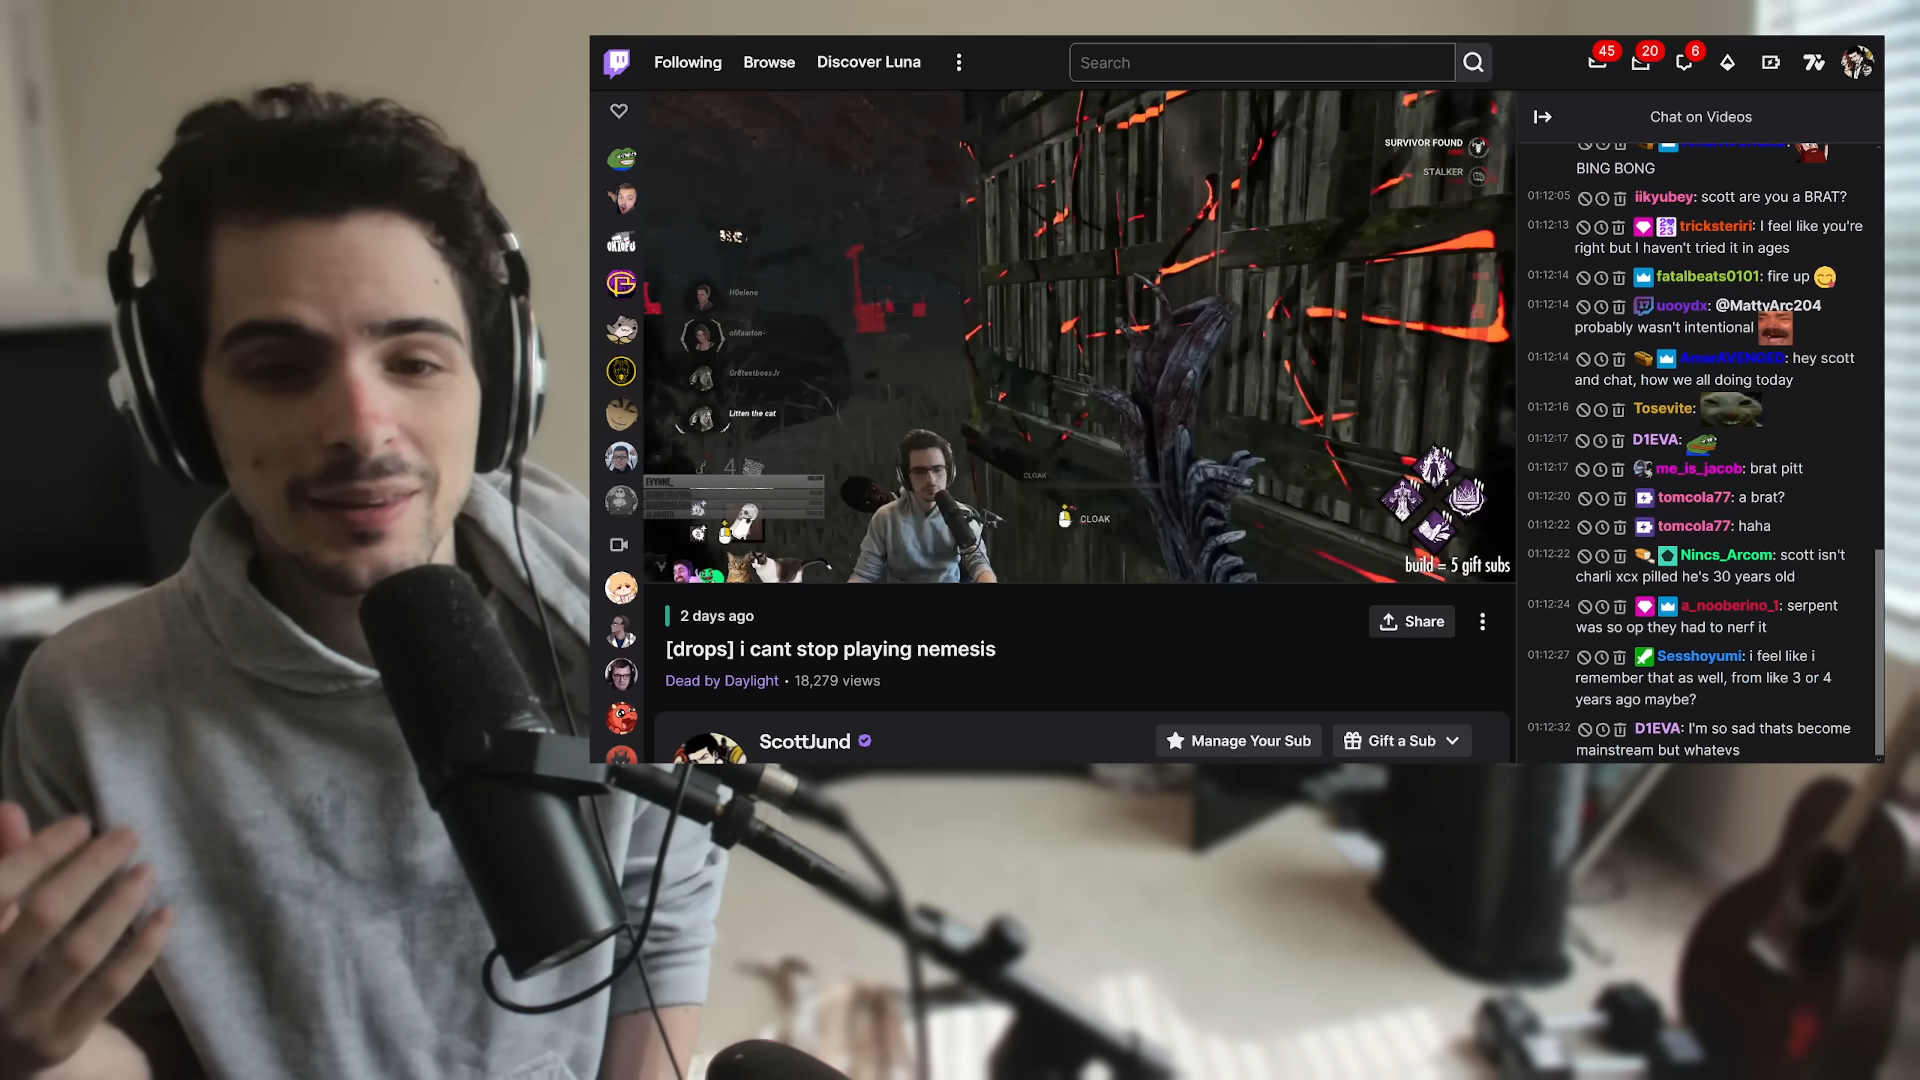 Following Browse Discover Luna
Search
45 20 6
Chat on Videos
SURVIVOR FOUND
STALKER
H0elene
oMaarlon-
Gr8testbossJr
Litten the cat
4
EVYNNE_
FOLLOW
CLOAK
CLOAK
build = 5 gift subs
2 days ago
Share
[drops] i cant stop playing nemesis
Dead by Daylight • 18,279 views
ScottJund
Manage Your Sub
Gift a Sub
BING BONG
01:12:05 iikyubey: scott are you a BRAT?
01:12:13 tricksteriri: I feel like you're
right but I haven't tried it in ages
01:12:14 fatalbeats0101: fire up
01:12:14 uooydx: @MattyArc204
probably wasn't intentional
01:12:14 AmarAVENGED: hey scott
and chat, how we all doing today
01:12:16 Tosevite:
01:12:17 D1EVA:
01:12:17 me_is_jacob: brat pitt
01:12:20 tomcola77: a brat?
01:12:22 tomcola77: haha
01:12:22 Nincs_Arcom: scott isn't
charli xcx pilled he's 30 years old
01:12:24 a_nooberino_1: serpent
was so op they had to nerf it
01:12:27 Sesshoyumi: i feel like i
remember that as well, from like 3 or 4
years ago maybe?
01:12:32 D1EVA: I'm so sad thats become
mainstream but whatevs